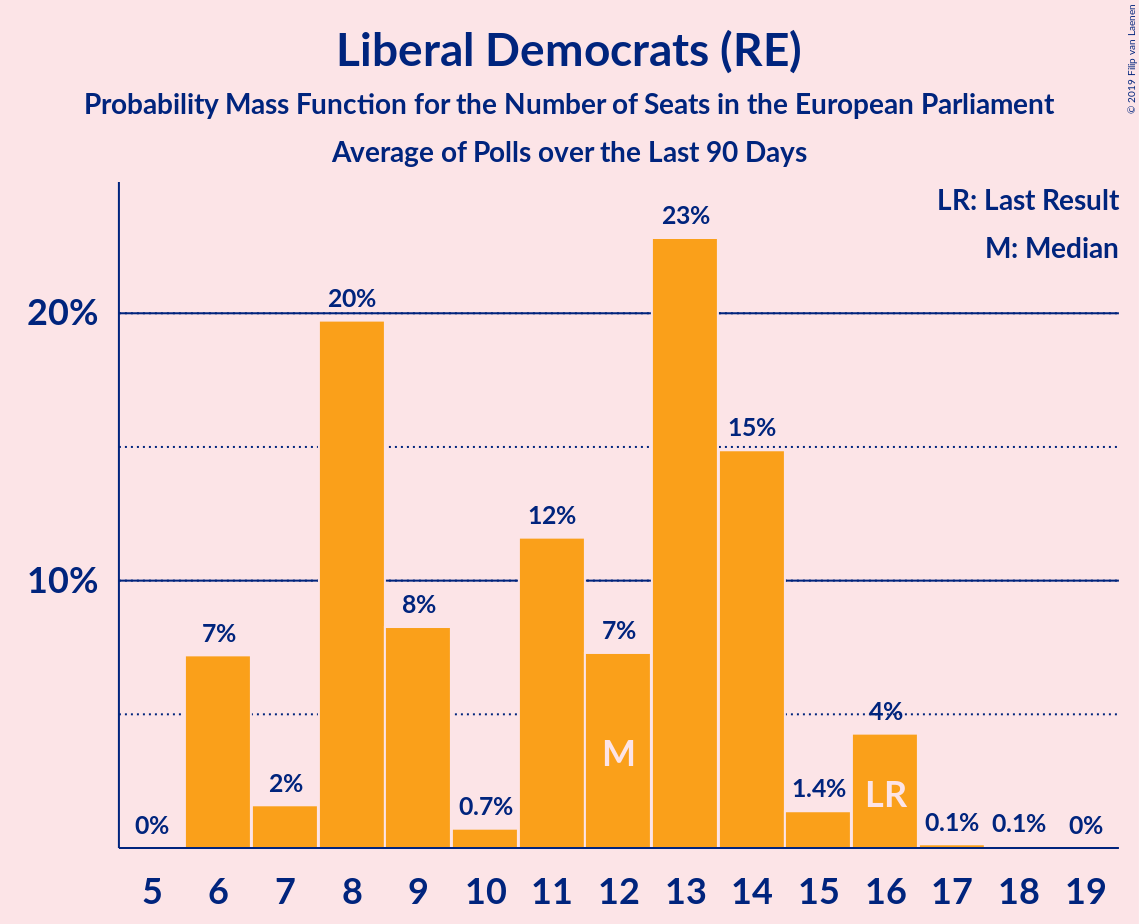 Liberal Democrats (RE)
Probability Mass Function for the Number of Seats in the European Parliament
Average of Polls over the Last 90 Days
© 2019 Filip van Laenen
LR: Last Result
M: Median
20%
10%
0%
7%
2%
20%
8%
0.7%
12%
7%
23%
15%
1.4%
4%
0.1%
0.1%
0%
M
LR
5 6 7 8 9 10 11 12 13 14 15 16 17 18 19